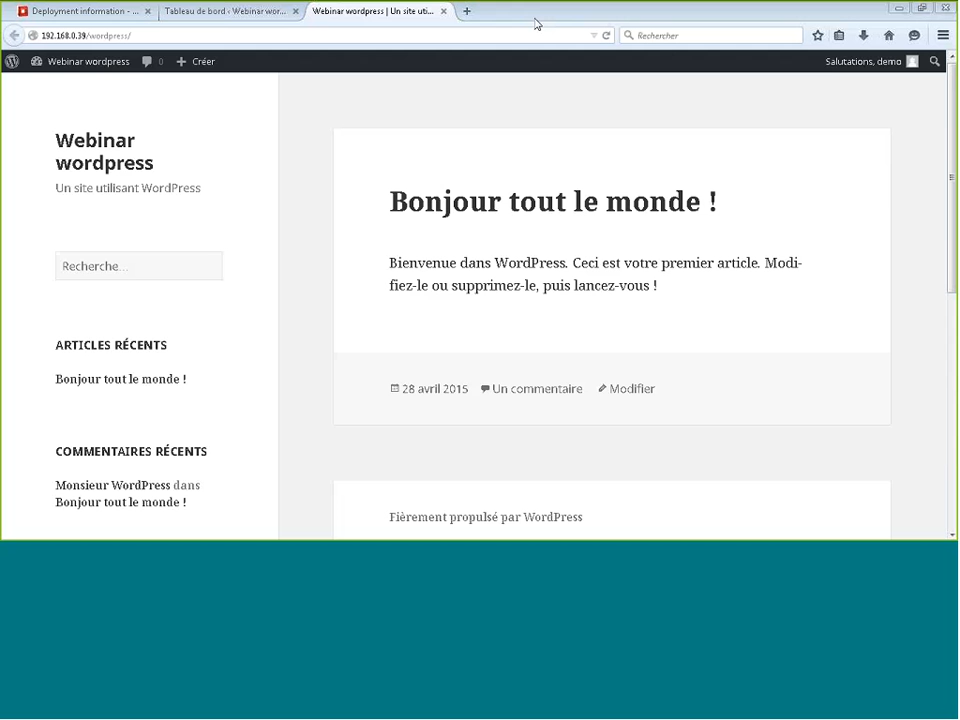 Deployment information - ...
Tableau de bord ‹ Webinar wor...
Webinar wordpress | Un site uti...
192.168.0.39/wordpress/
Rechercher
Webinar wordpress
0
Créer
Salutations, demo
Webinar
wordpress
Un site utilisant WordPress
Recherche...
ARTICLES RÉCENTS
Bonjour tout le monde !
COMMENTAIRES RÉCENTS
Monsieur WordPress dans
Bonjour tout le monde !
Bonjour tout le monde !
Bienvenue dans WordPress. Ceci est votre premier article. Modi-
fiez-le ou supprimez-le, puis lancez-vous !
28 avril 2015 Un commentaire Modifier
Fièrement propulsé par WordPress